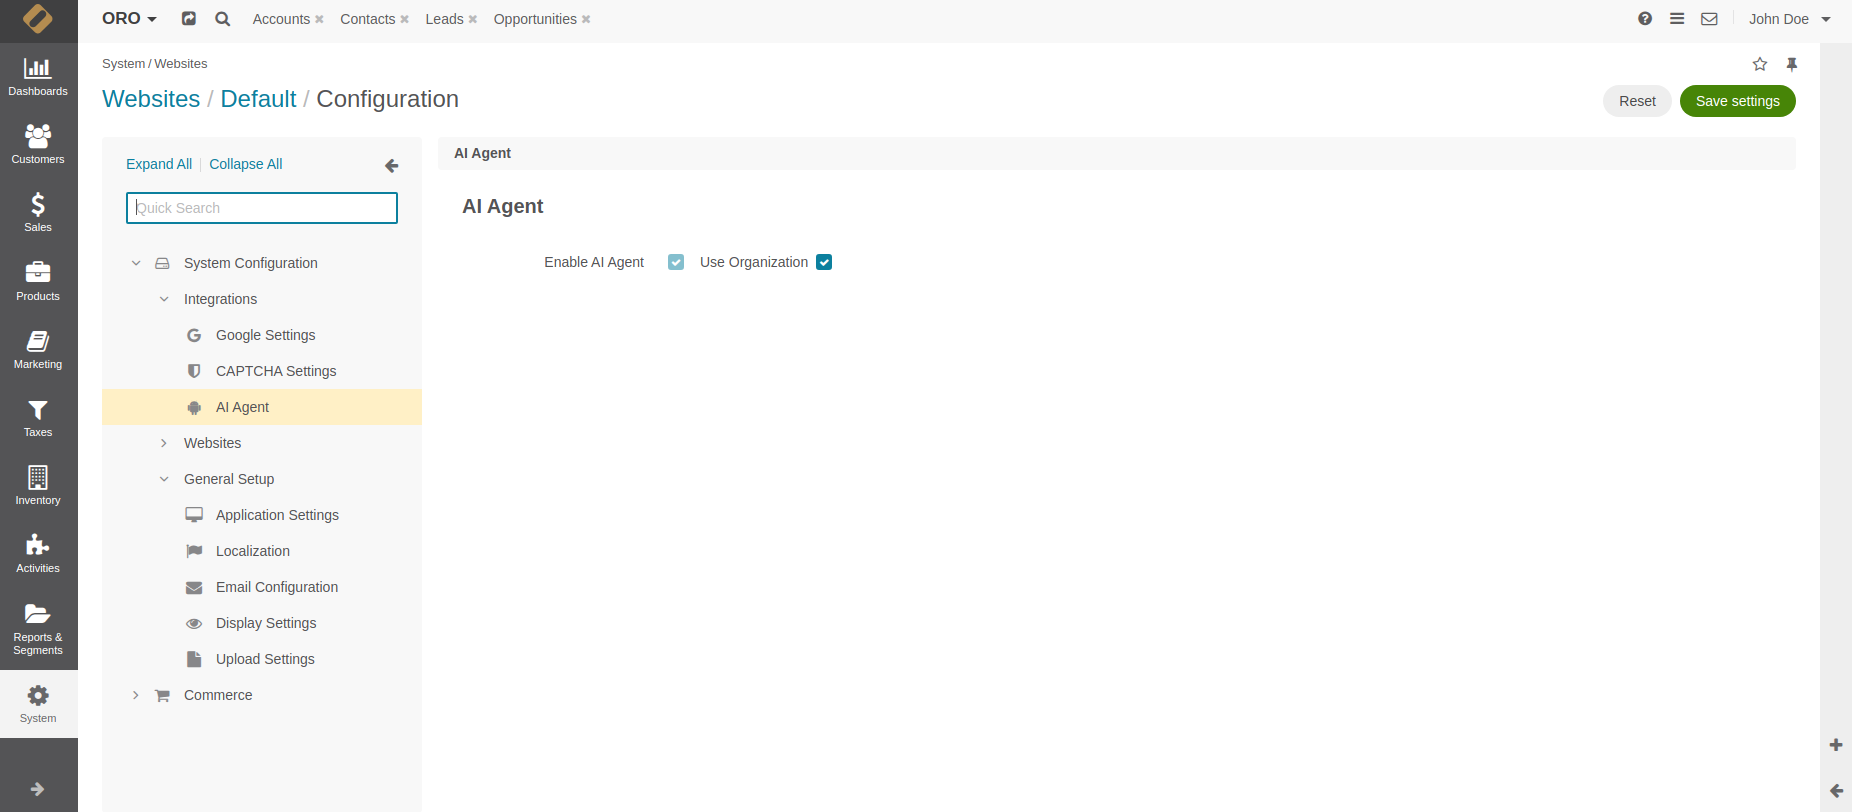 ORO
Accounts
Contacts
Leads
Opportunities
John Doe
Dashboards
Customers
Sales
Products
Marketing
Taxes
Inventory
Activities
Reports &
Segments
System
System / Websites
Websites / Default / Configuration
Reset
Save settings
Expand All
Collapse All
Quick Search
System Configuration
Integrations
Google Settings
CAPTCHA Settings
AI Agent
Websites
General Setup
Application Settings
Localization
Email Configuration
Display Settings
Upload Settings
Commerce
AI Agent
AI Agent
Enable AI Agent
Use Organization